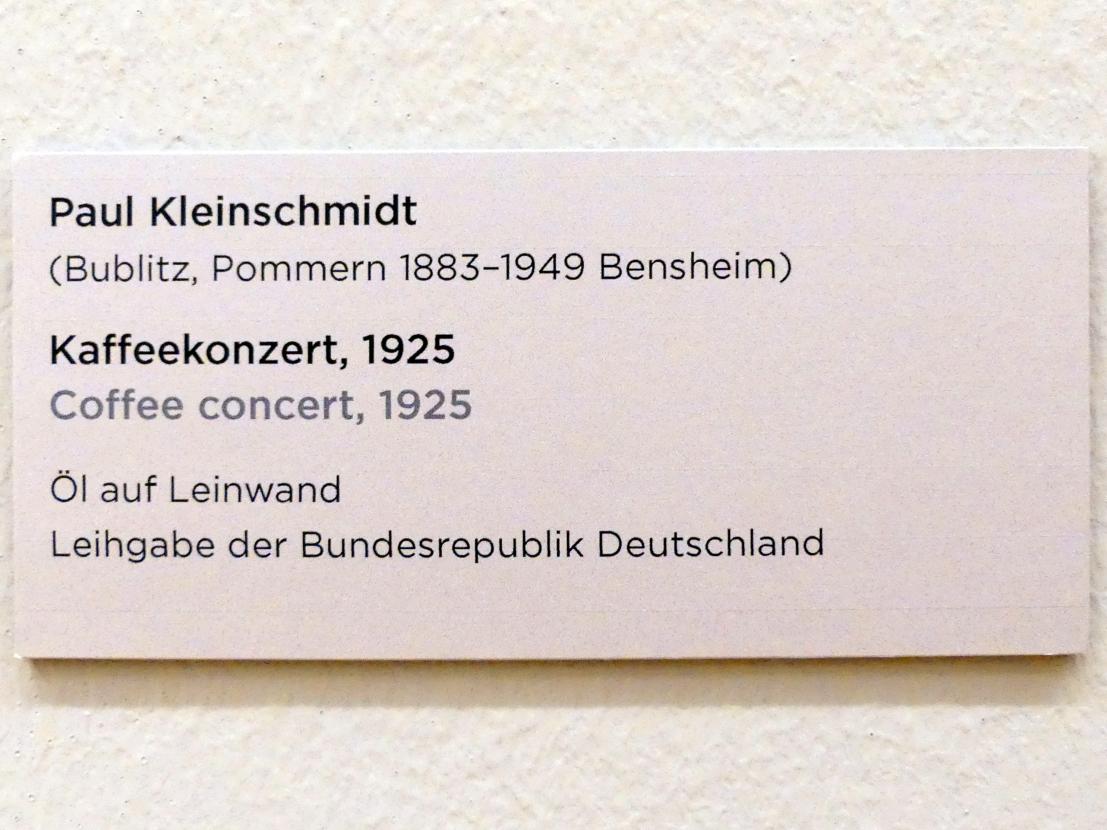 Paul Kleinschmidt
(Bublitz, Pommern 1883–1949 Bensheim)
Kaffeekonzert, 1925
Coffee concert, 1925
Öl auf Leinwand
Leihgabe der Bundesrepublik Deutschland